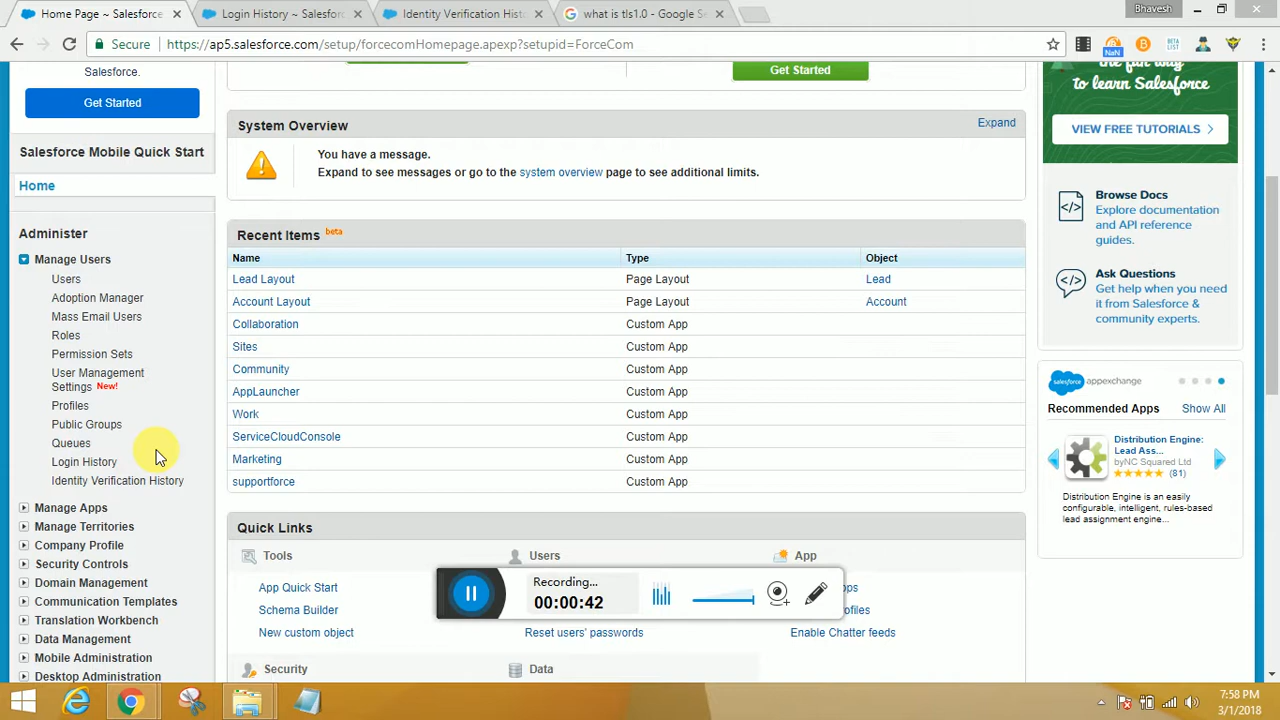 Home Page ~ Salesforce
Login History ~ Salesfor
Identity Verification Hist
what is tls1.0 - Google S
Bhavesh
Secure
https://ap5.salesforce.com/setup/forcecomHomepage.apexp?setupid=ForceCom
NaN
BETA
LIST
Salesforce.
Get Started
Salesforce Mobile Quick Start
Home
Administer
Manage Users
Users
Adoption Manager
Mass Email Users
Roles
Permission Sets
User Management
Settings New!
Profiles
Public Groups
Queues
Login History
Identity Verification History
Manage Apps
Manage Territories
Company Profile
Security Controls
Domain Management
Communication Templates
Translation Workbench
Data Management
Mobile Administration
Desktop Administration
Get Started
System Overview
Expand
You have a message.
Expand to see messages or go to the system overview page to see additional limits.
Recent Items beta
Name Type Object
Lead Layout Page Layout Lead
Account Layout Page Layout Account
Collaboration Custom App
Sites Custom App
Community Custom App
AppLauncher Custom App
Work Custom App
ServiceCloudConsole Custom App
Marketing Custom App
supportforce Custom App
Quick Links
Tools
Users
App
App Quick Start
Schema Builder
New custom object
Reset users' passwords
Enable Chatter feeds
Security
Data
Recording...
00:00:42
the fun way
to learn Salesforce
VIEW FREE TUTORIALS
Browse Docs
Explore documentation
and API reference
guides.
Ask Questions
Get help when you need
it from Salesforce &
community experts.
salesforce appexchange
Recommended Apps
Show All
Distribution Engine:
Lead Ass...
byNC Squared Ltd
(81)
Distribution Engine is an easily
configurable, intelligent, rules-based
lead assignment engine...
7:58 PM
3/1/2018